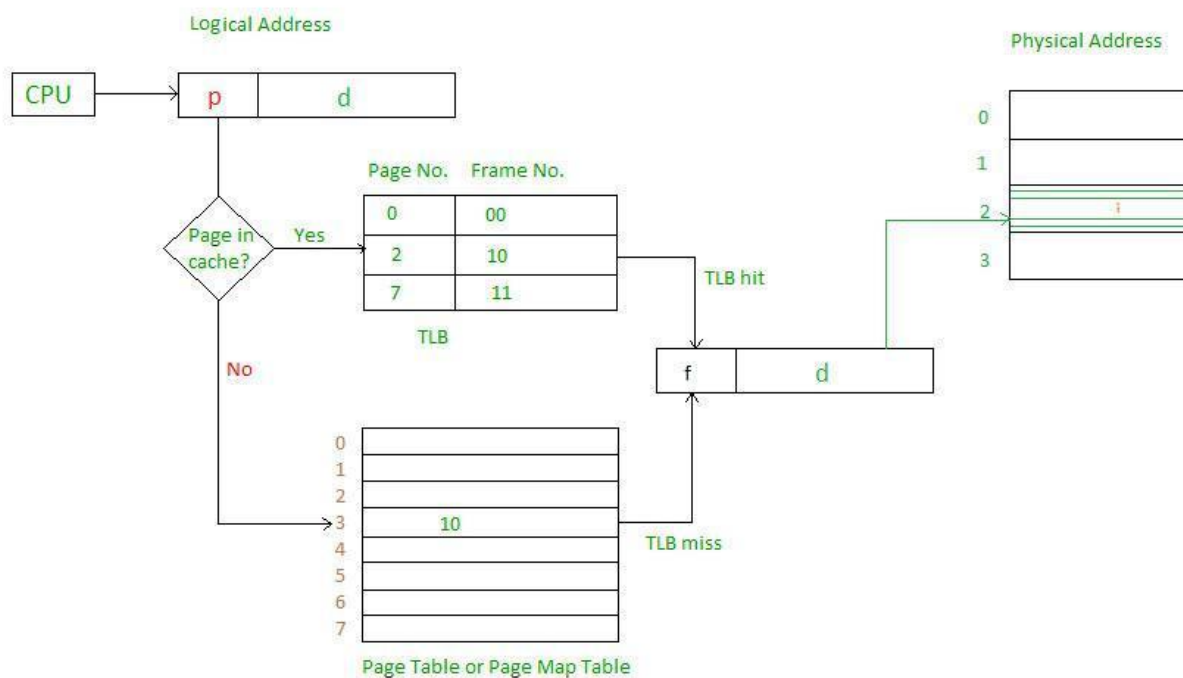 Logical Address
Physical Address
CPU
p d
0
1
2 i
3
Page No. Frame No.
0 00
2 10
7 11
TLB
Page in
cache?
Yes
No
TLB hit
f d
0
1
2
3 10
4
5
6
7
TLB miss
Page Table or Page Map Table